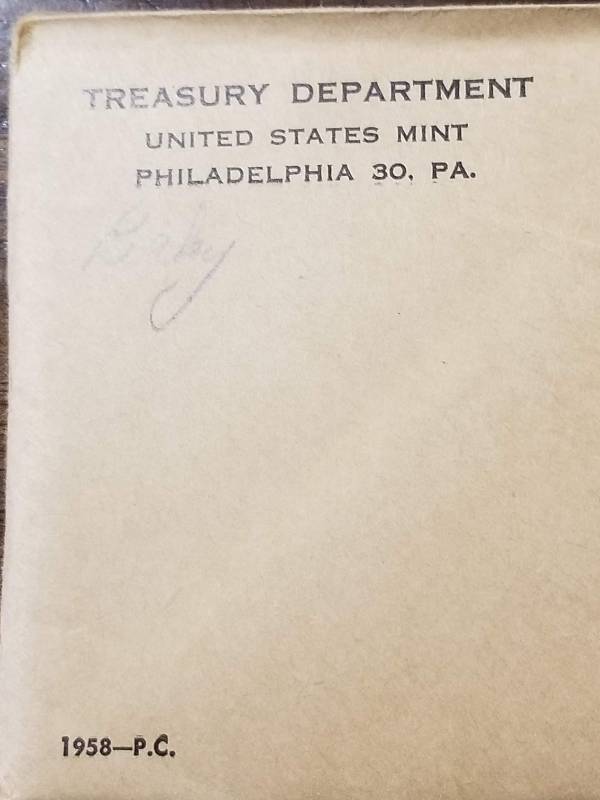 TREASURY DEPARTMENT
UNITED STATES MINT
PHILADELPHIA 30, PA.
1958—P.C.